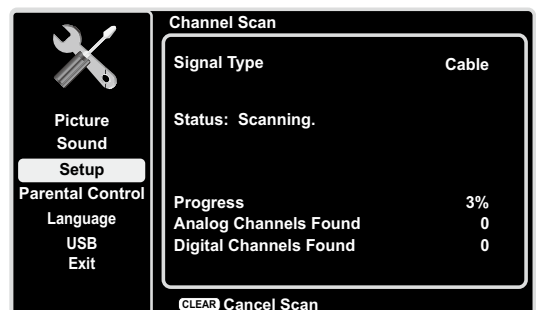 Channel Scan
Signal Type Cable
Status: Scanning.
Progress 3%
Analog Channels Found 0
Digital Channels Found 0
Picture
Sound
Setup
Parental Control
Language
USB
Exit
CLEAR Cancel Scan